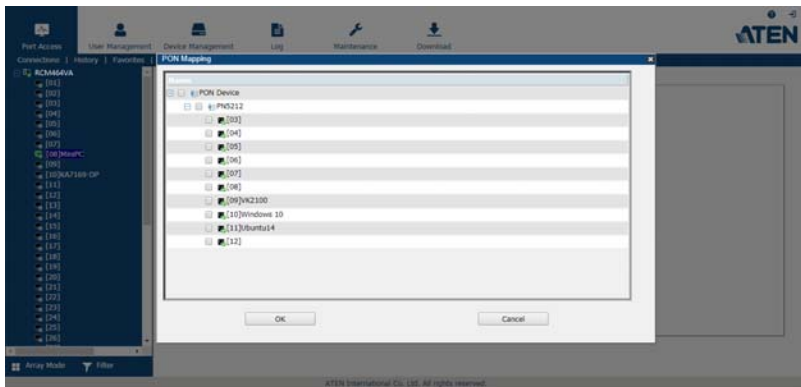 ATEN
Port Access
User Management
Device Management
Log
Maintenance
Download
Connections | History | Favorites |
PON Mapping
RCM464VA
[01]
[02]
[03]
[04]
[05]
[06]
[07]
[08]MiniPC
[09]
[10]KA7169-DP
[11]
[12]
[13]
[14]
[15]
[16]
[17]
[18]
[19]
[20]
[21]
[22]
[23]
[24]
[25]
[26]
Name
PON Device
PN5212
[03]
[04]
[05]
[06]
[07]
[08]
[09]VK2100
[10]Windows 10
[11]Ubuntu14
[12]
OK
Cancel
Array Mode
Filter
ATEN International Co. Ltd. All rights reserved.